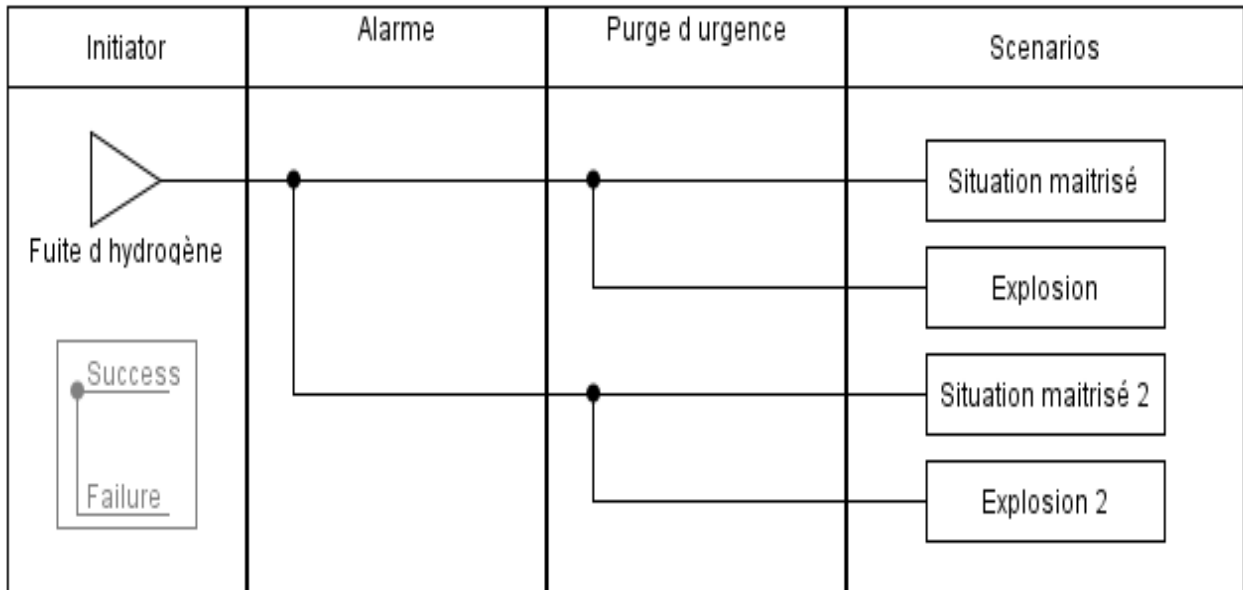 Initiator
Alarme
Purge d urgence
Scenarios
Fuite d hydrogène
Success
Failure
Situation maitrisé
Explosion
Situation maitrisé 2
Explosion 2